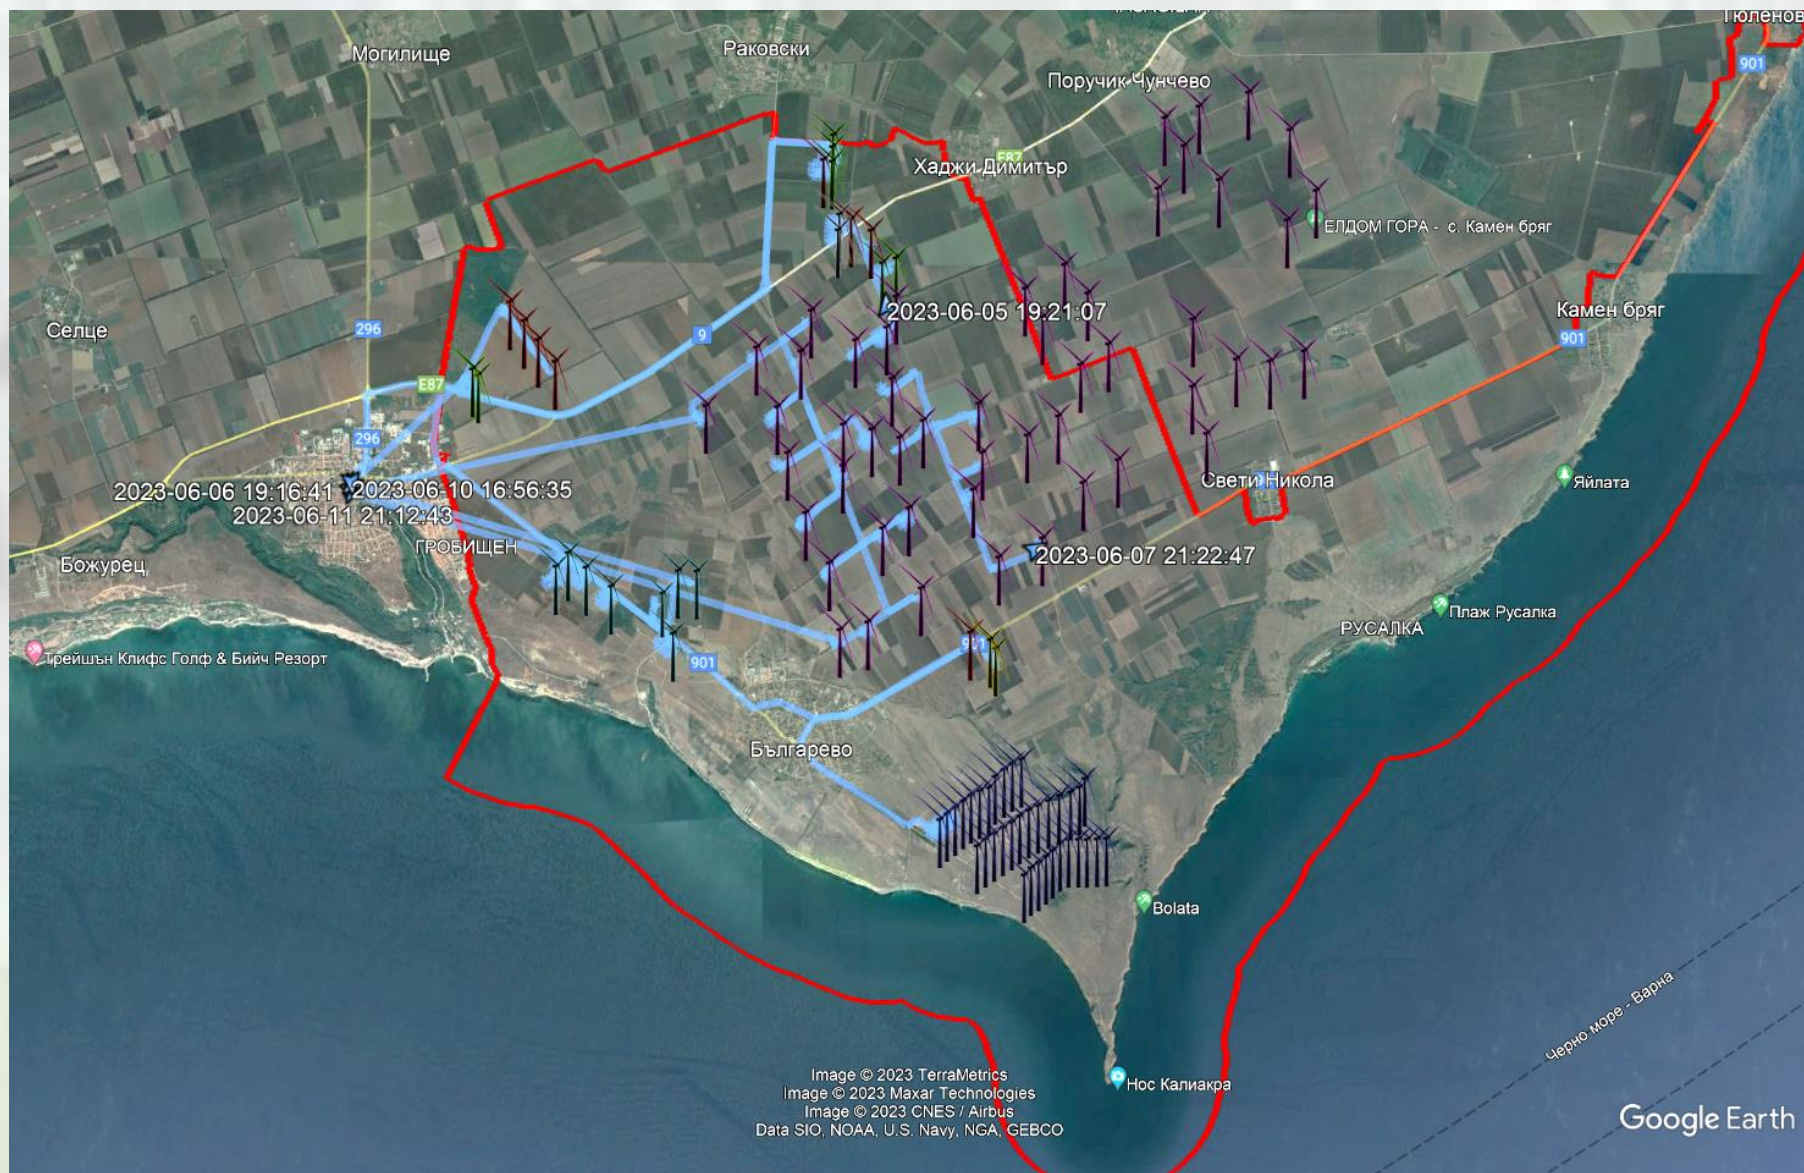 Тюленов
901
Могилище
Раковски
Поручик Чунчево
E87
Хаджи Димитър
ЕЛДОМ ГОРА - с. Камен бряг
2023-06-05 19:21:07
Камен бряг
Селце
296
9
901
E87
296
Свети Никола
Яйлата
2023-06-06 19:16:41
2023-06-10 16:56:35
2023-06-11 21:12:43
ГРОБИЩЕН
2023-06-07 21:22:47
Божурец
Плаж Русалка
РУСАЛКА
901
Трейшън Клифс Голф & Бийч Резорт
901
Българево
Bolata
Черно море - Варна
Нос Калиакра
Image © 2023 TerraMetrics
Image © 2023 Maxar Technologies
Image © 2023 CNES / Airbus
Data SIO, NOAA, U.S. Navy, NGA, GEBCO
Google Earth